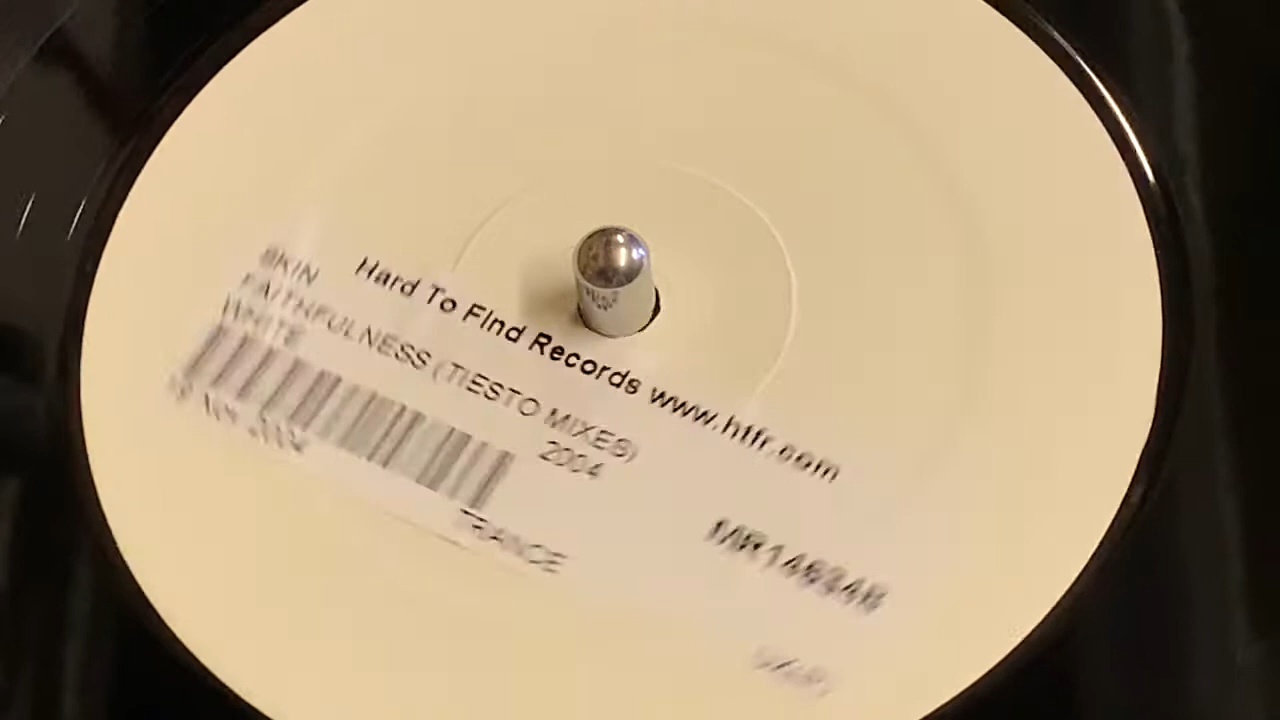 Hard To Find Records www.htfr.com
SKIN
FAITHFULNESS (TIESTO MIXES)
WHITE
2004
TRANCE